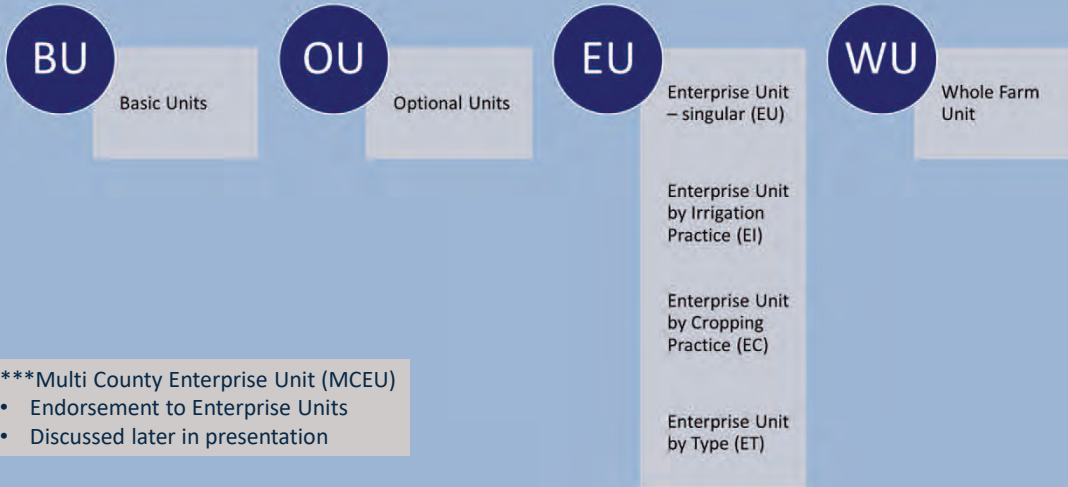 BU
Basic Units
OU
Optional Units
EU
Enterprise Unit
– singular (EU)
Enterprise Unit
by Irrigation
Practice (EI)
Enterprise Unit
by Cropping
Practice (EC)
Enterprise Unit
by Type (ET)
WU
Whole Farm
Unit
***Multi County Enterprise Unit (MCEU)
• Endorsement to Enterprise Units
• Discussed later in presentation